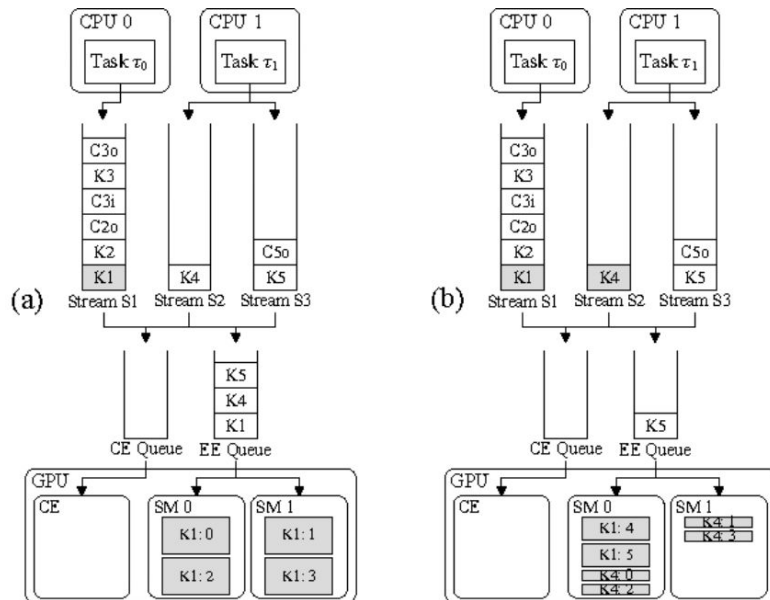 CPU 0
CPU 1
Task τ0
Task τ1
C3o
K3
C3i
C2o
K2
K1
K4
C5o
K5
(a)
Stream S1
Stream S2
Stream S3
K5
K4
K1
CE Queue
EE Queue
GPU
CE
SM 0
SM 1
K1: 0
K1: 1
K1: 2
K1: 3
CPU 0
CPU 1
Task τ0
Task τ1
C3o
K3
C3i
C2o
K2
K1
K4
C5o
K5
(b)
Stream S1
Stream S2
Stream S3
K5
CE Queue
EE Queue
GPU
CE
SM 0
SM 1
K1: 4
K1: 5
K4: 0
K4: 2
K4: 1
K4: 3